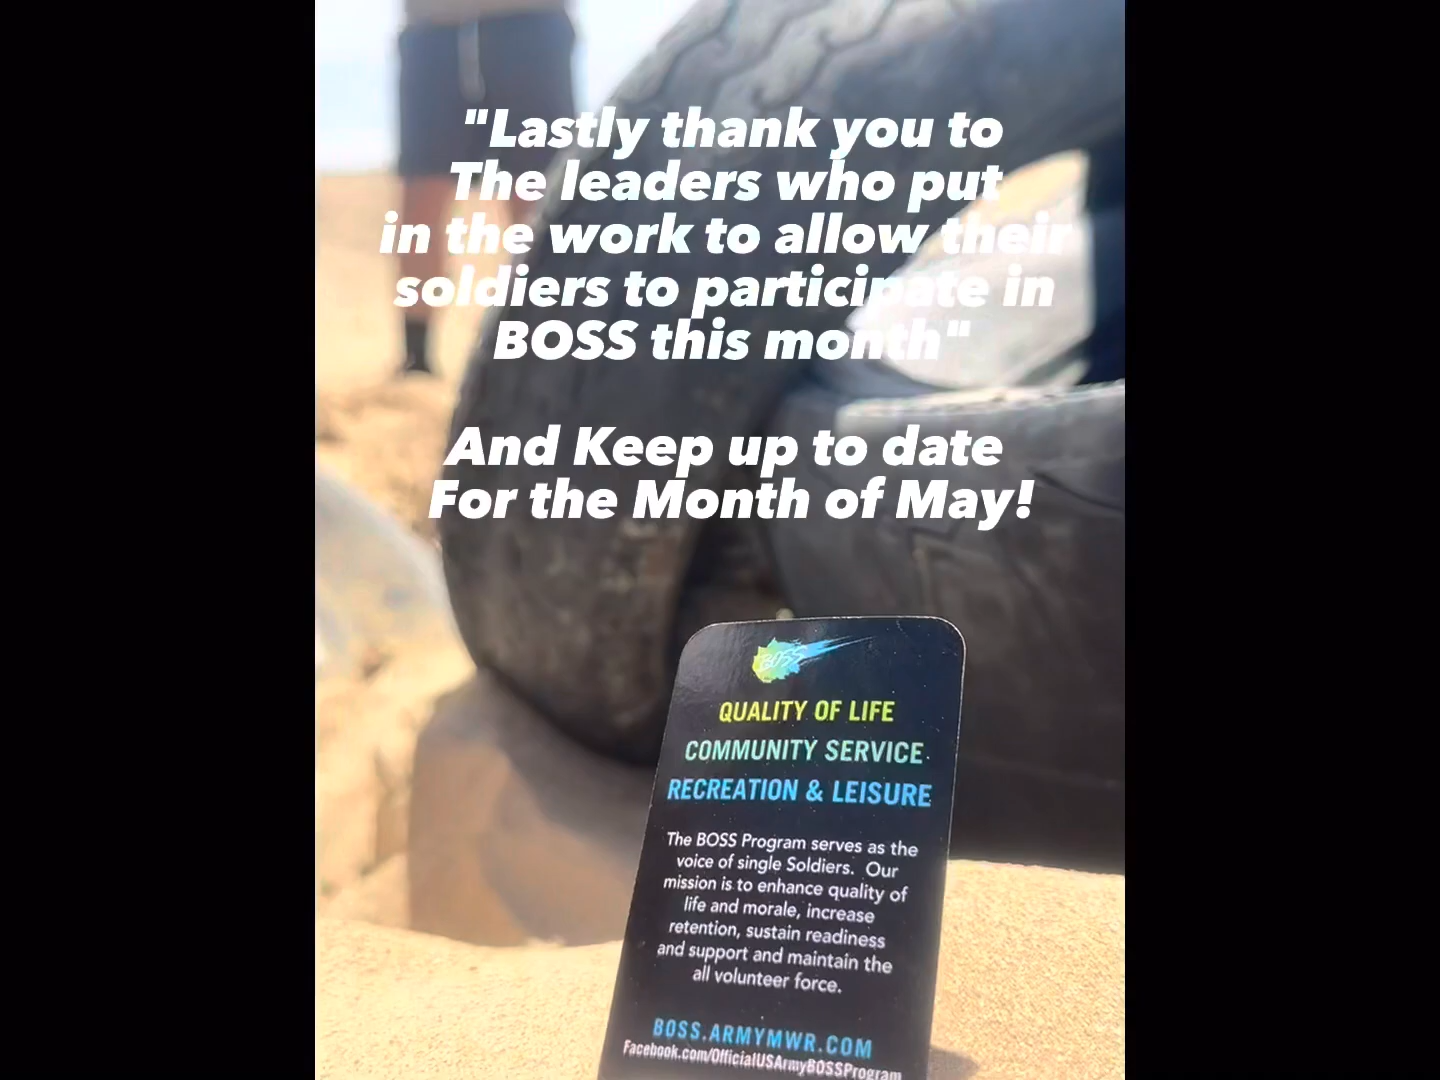 "Lastly thank you to
The leaders who put
in the work to allow their
soldiers to participate in
BOSS this month"
And Keep up to date
For the Month of May!
BOSS
QUALITY OF LIFE
COMMUNITY SERVICE
RECREATION & LEISURE
The BOSS Program serves as the
voice of single Soldiers. Our
mission is to enhance quality of
life and morale, increase
retention, sustain readiness
and support and maintain the
all volunteer force.
BOSS.ARMYMWR.COM
Facebook.com/OfficialUSArmyBOSSProgram